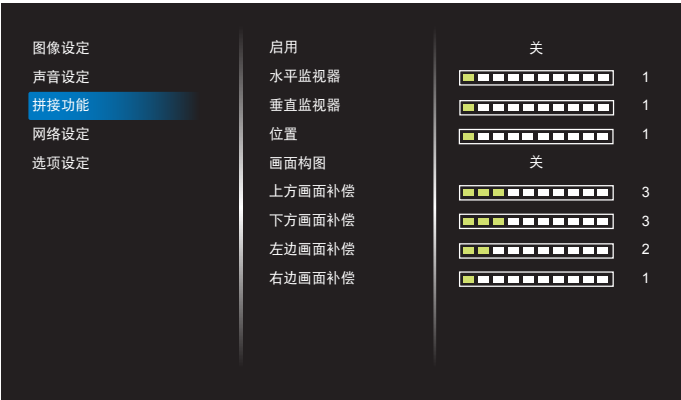 图像设定
声音设定
拼接功能
网络设定
选项设定
启用 关
水平监视器 1
垂直监视器 1
位置 1
画面构图 关
上方画面补偿 3
下方画面补偿 3
左边画面补偿 2
右边画面补偿 1